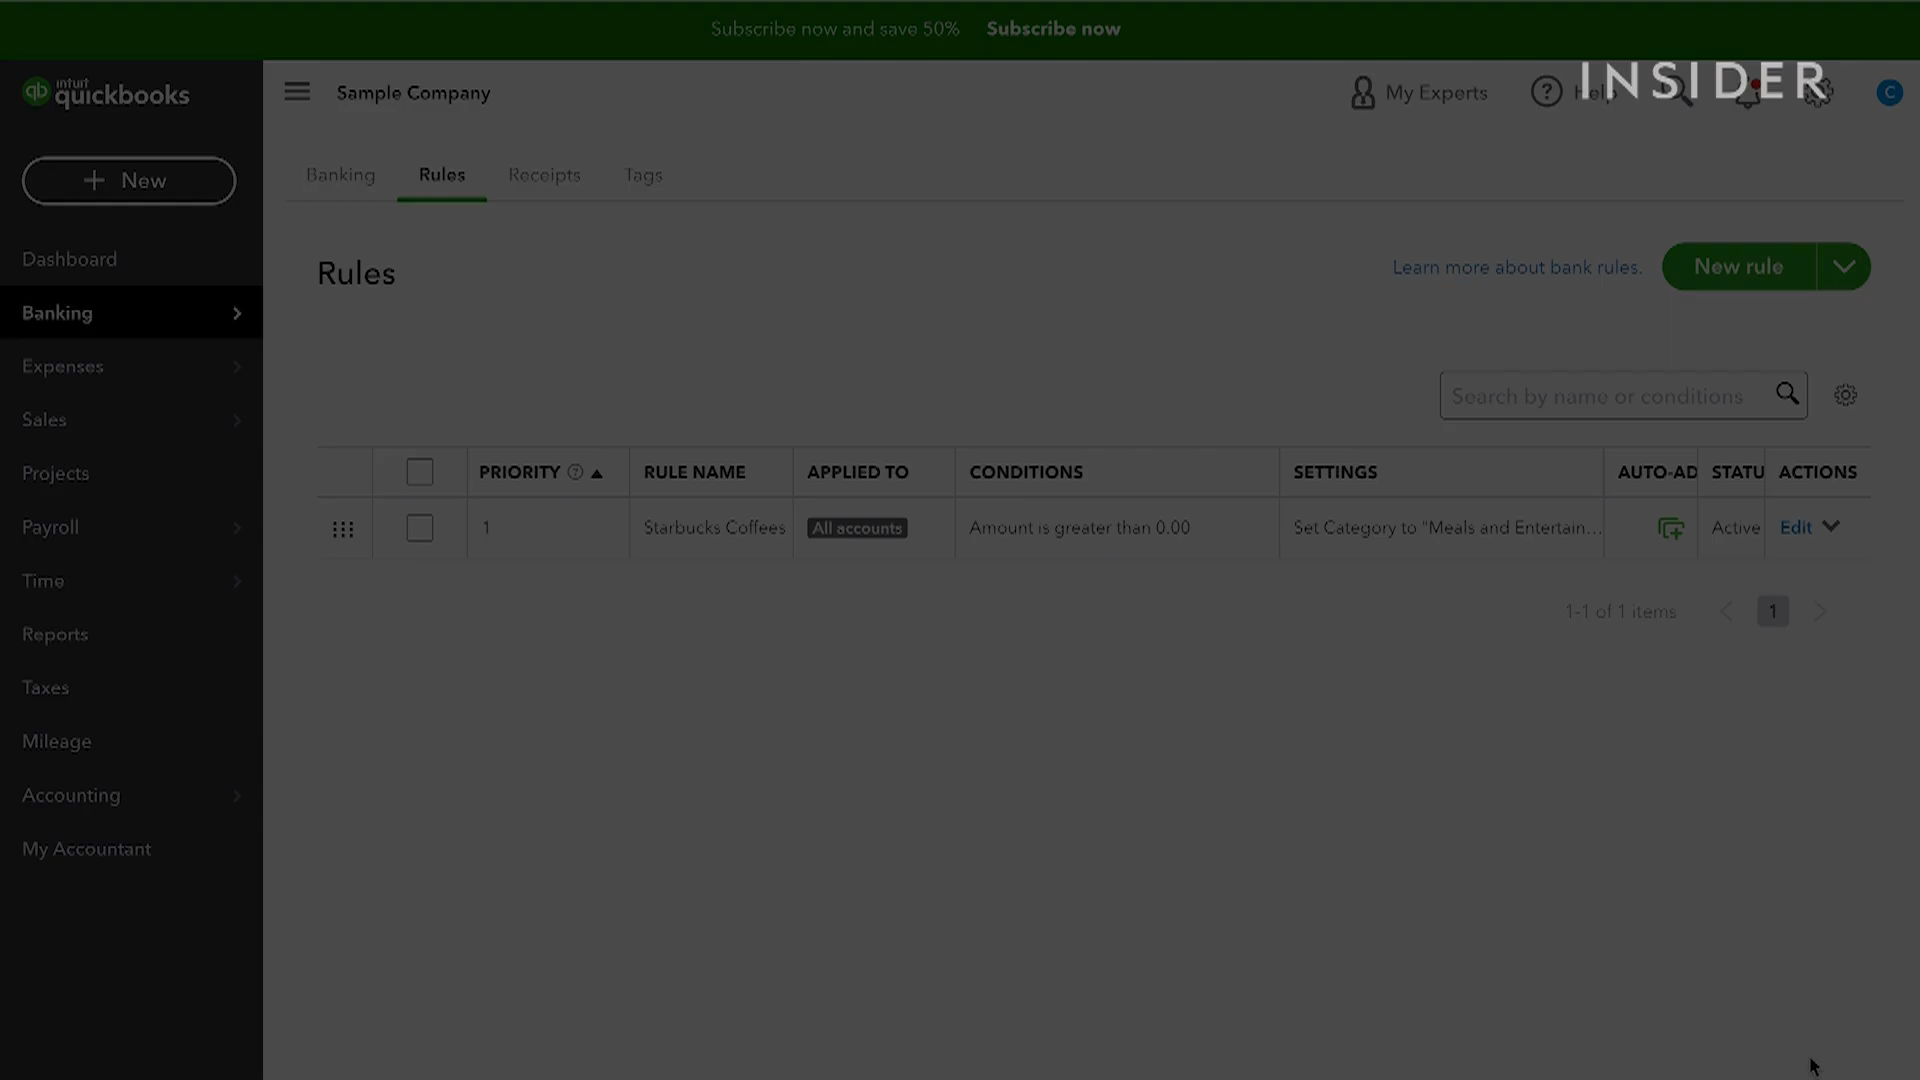 Subscribe now and save 50% Subscribe now
intuit
quickbooks
Sample Company
My Experts
Help
INSIDER
C
New
Banking Rules Receipts Tags
Dashboard
Banking
Expenses
Sales
Projects
Payroll
Time
Reports
Taxes
Mileage
Accounting
My Accountant
Rules
Learn more about bank rules.
New rule
Search by name or conditions
PRIORITY RULE NAME APPLIED TO CONDITIONS SETTINGS AUTO-AD STATU ACTIONS
1 Starbucks Coffees All accounts Amount is greater than 0.00 Set Category to "Meals and Entertain... Active Edit
1-1 of 1 items 1